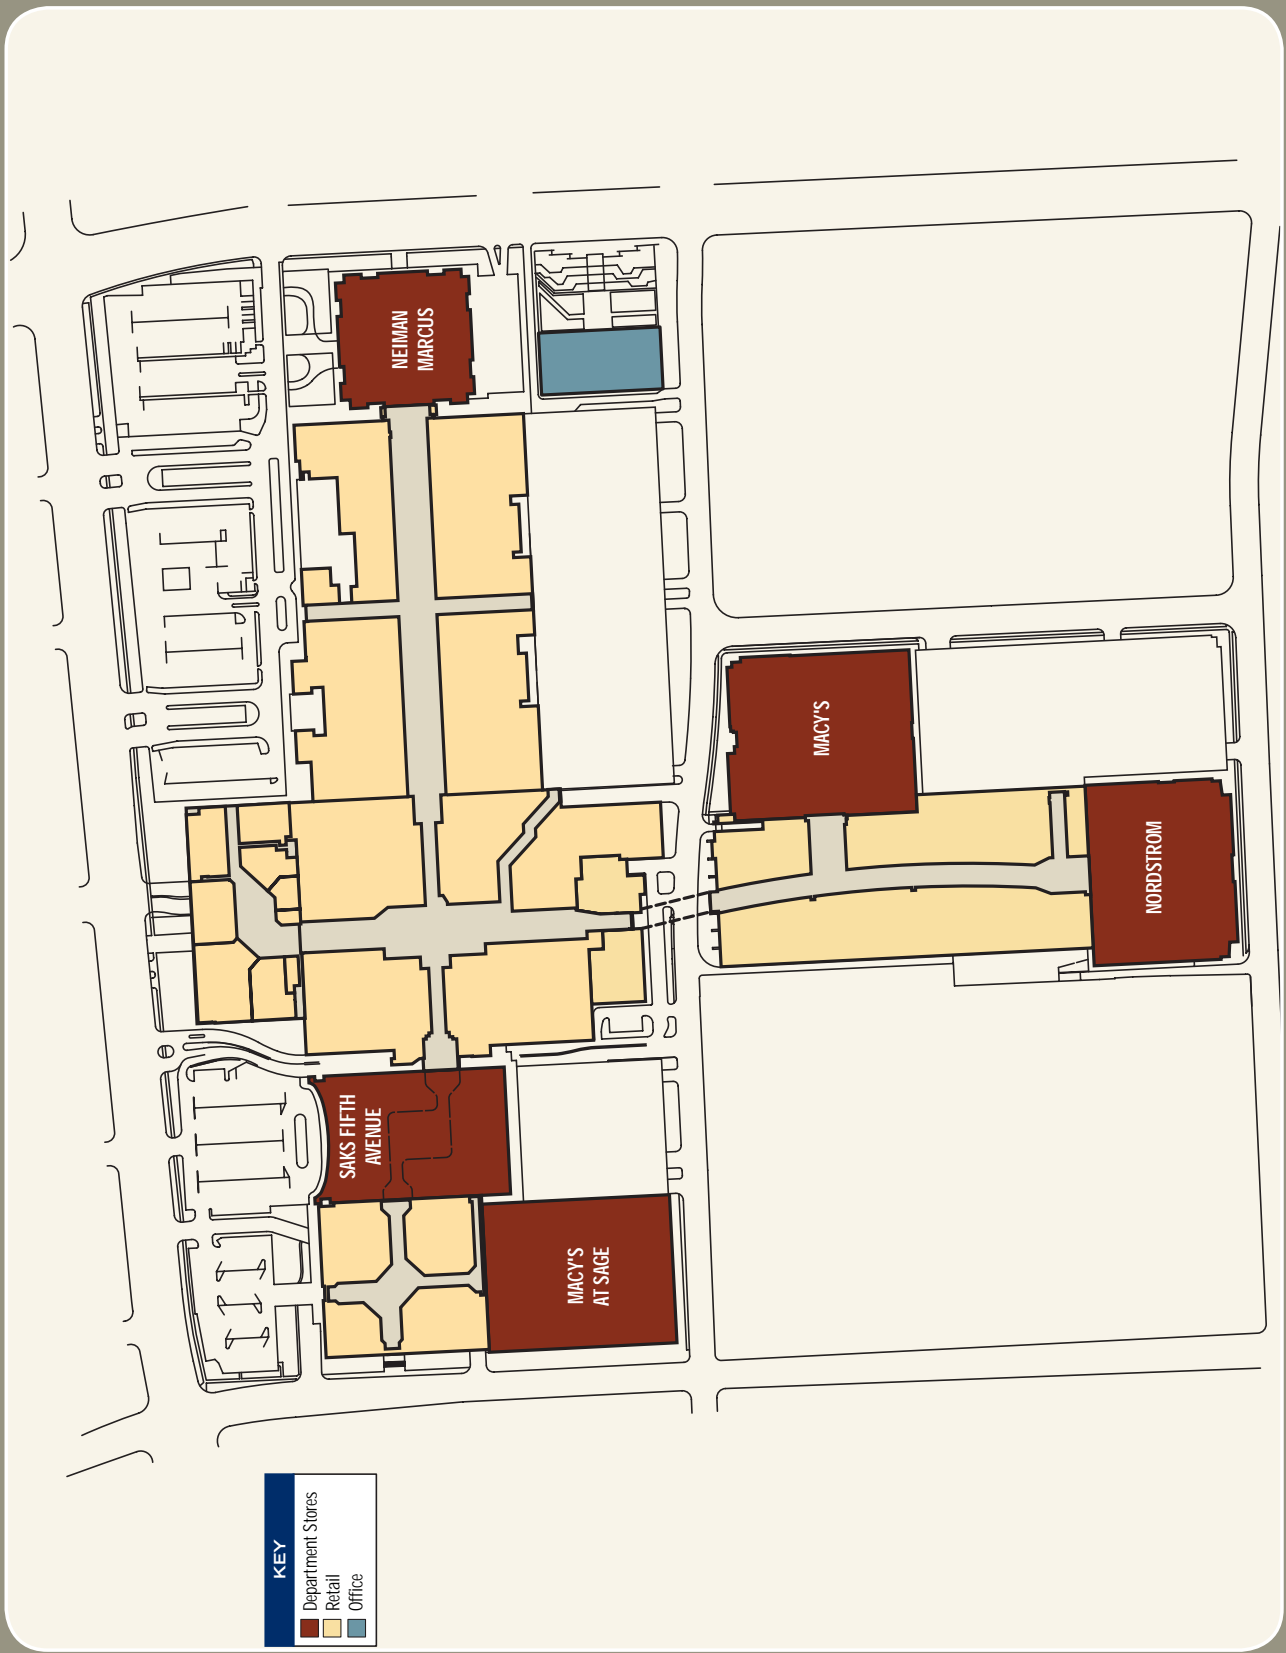 NEIMAN
MARCUS
MACY'S
NORDSTROM
SAKS FIFTH
AVENUE
MACY'S
AT SAGE
KEY
Department Stores
Retail
Office